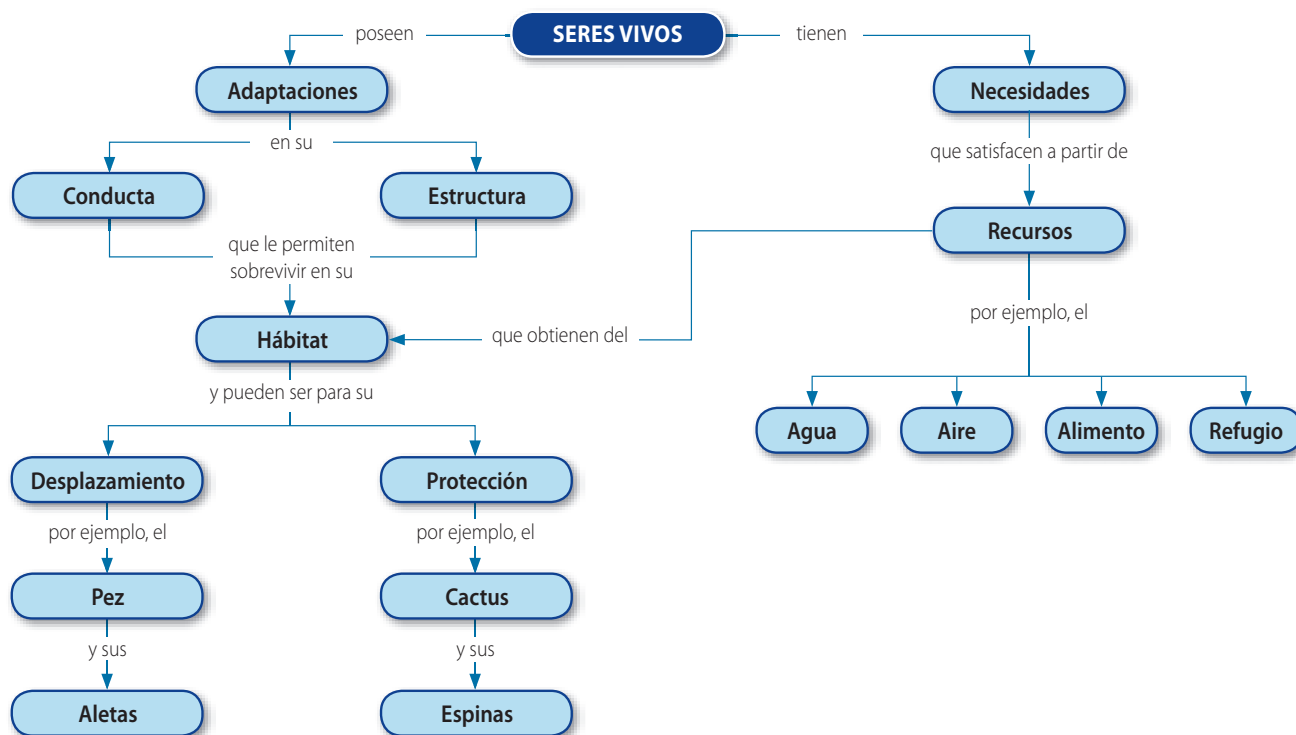 SERES VIVOS
poseen
tienen
Adaptaciones
Necesidades
en su
que satisfacen a partir de
Conducta
Estructura
Recursos
que le permiten
sobrevivir en su
por ejemplo, el
Hábitat
que obtienen del
y pueden ser para su
Agua
Aire
Alimento
Refugio
Desplazamiento
Protección
por ejemplo, el
por ejemplo, el
Pez
Cactus
y sus
y sus
Aletas
Espinas